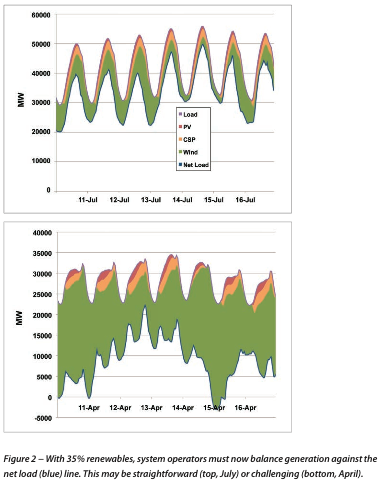 60000
50000
40000
30000
20000
10000
0
MW
Load
PV
CSP
Wind
Net Load
11-Jul 12-Jul 13-Jul 14-Jul 15-Jul 16-Jul
40000
35000
30000
25000
20000
15000
10000
5000
0
-5000
MW
11-Apr 12-Apr 13-Apr 14-Apr 15-Apr 16-Apr
Figure 2 – With 35% renewables, system operators must now balance generation against the
net load (blue) line. This may be straightforward (top, July) or challenging (bottom, April).